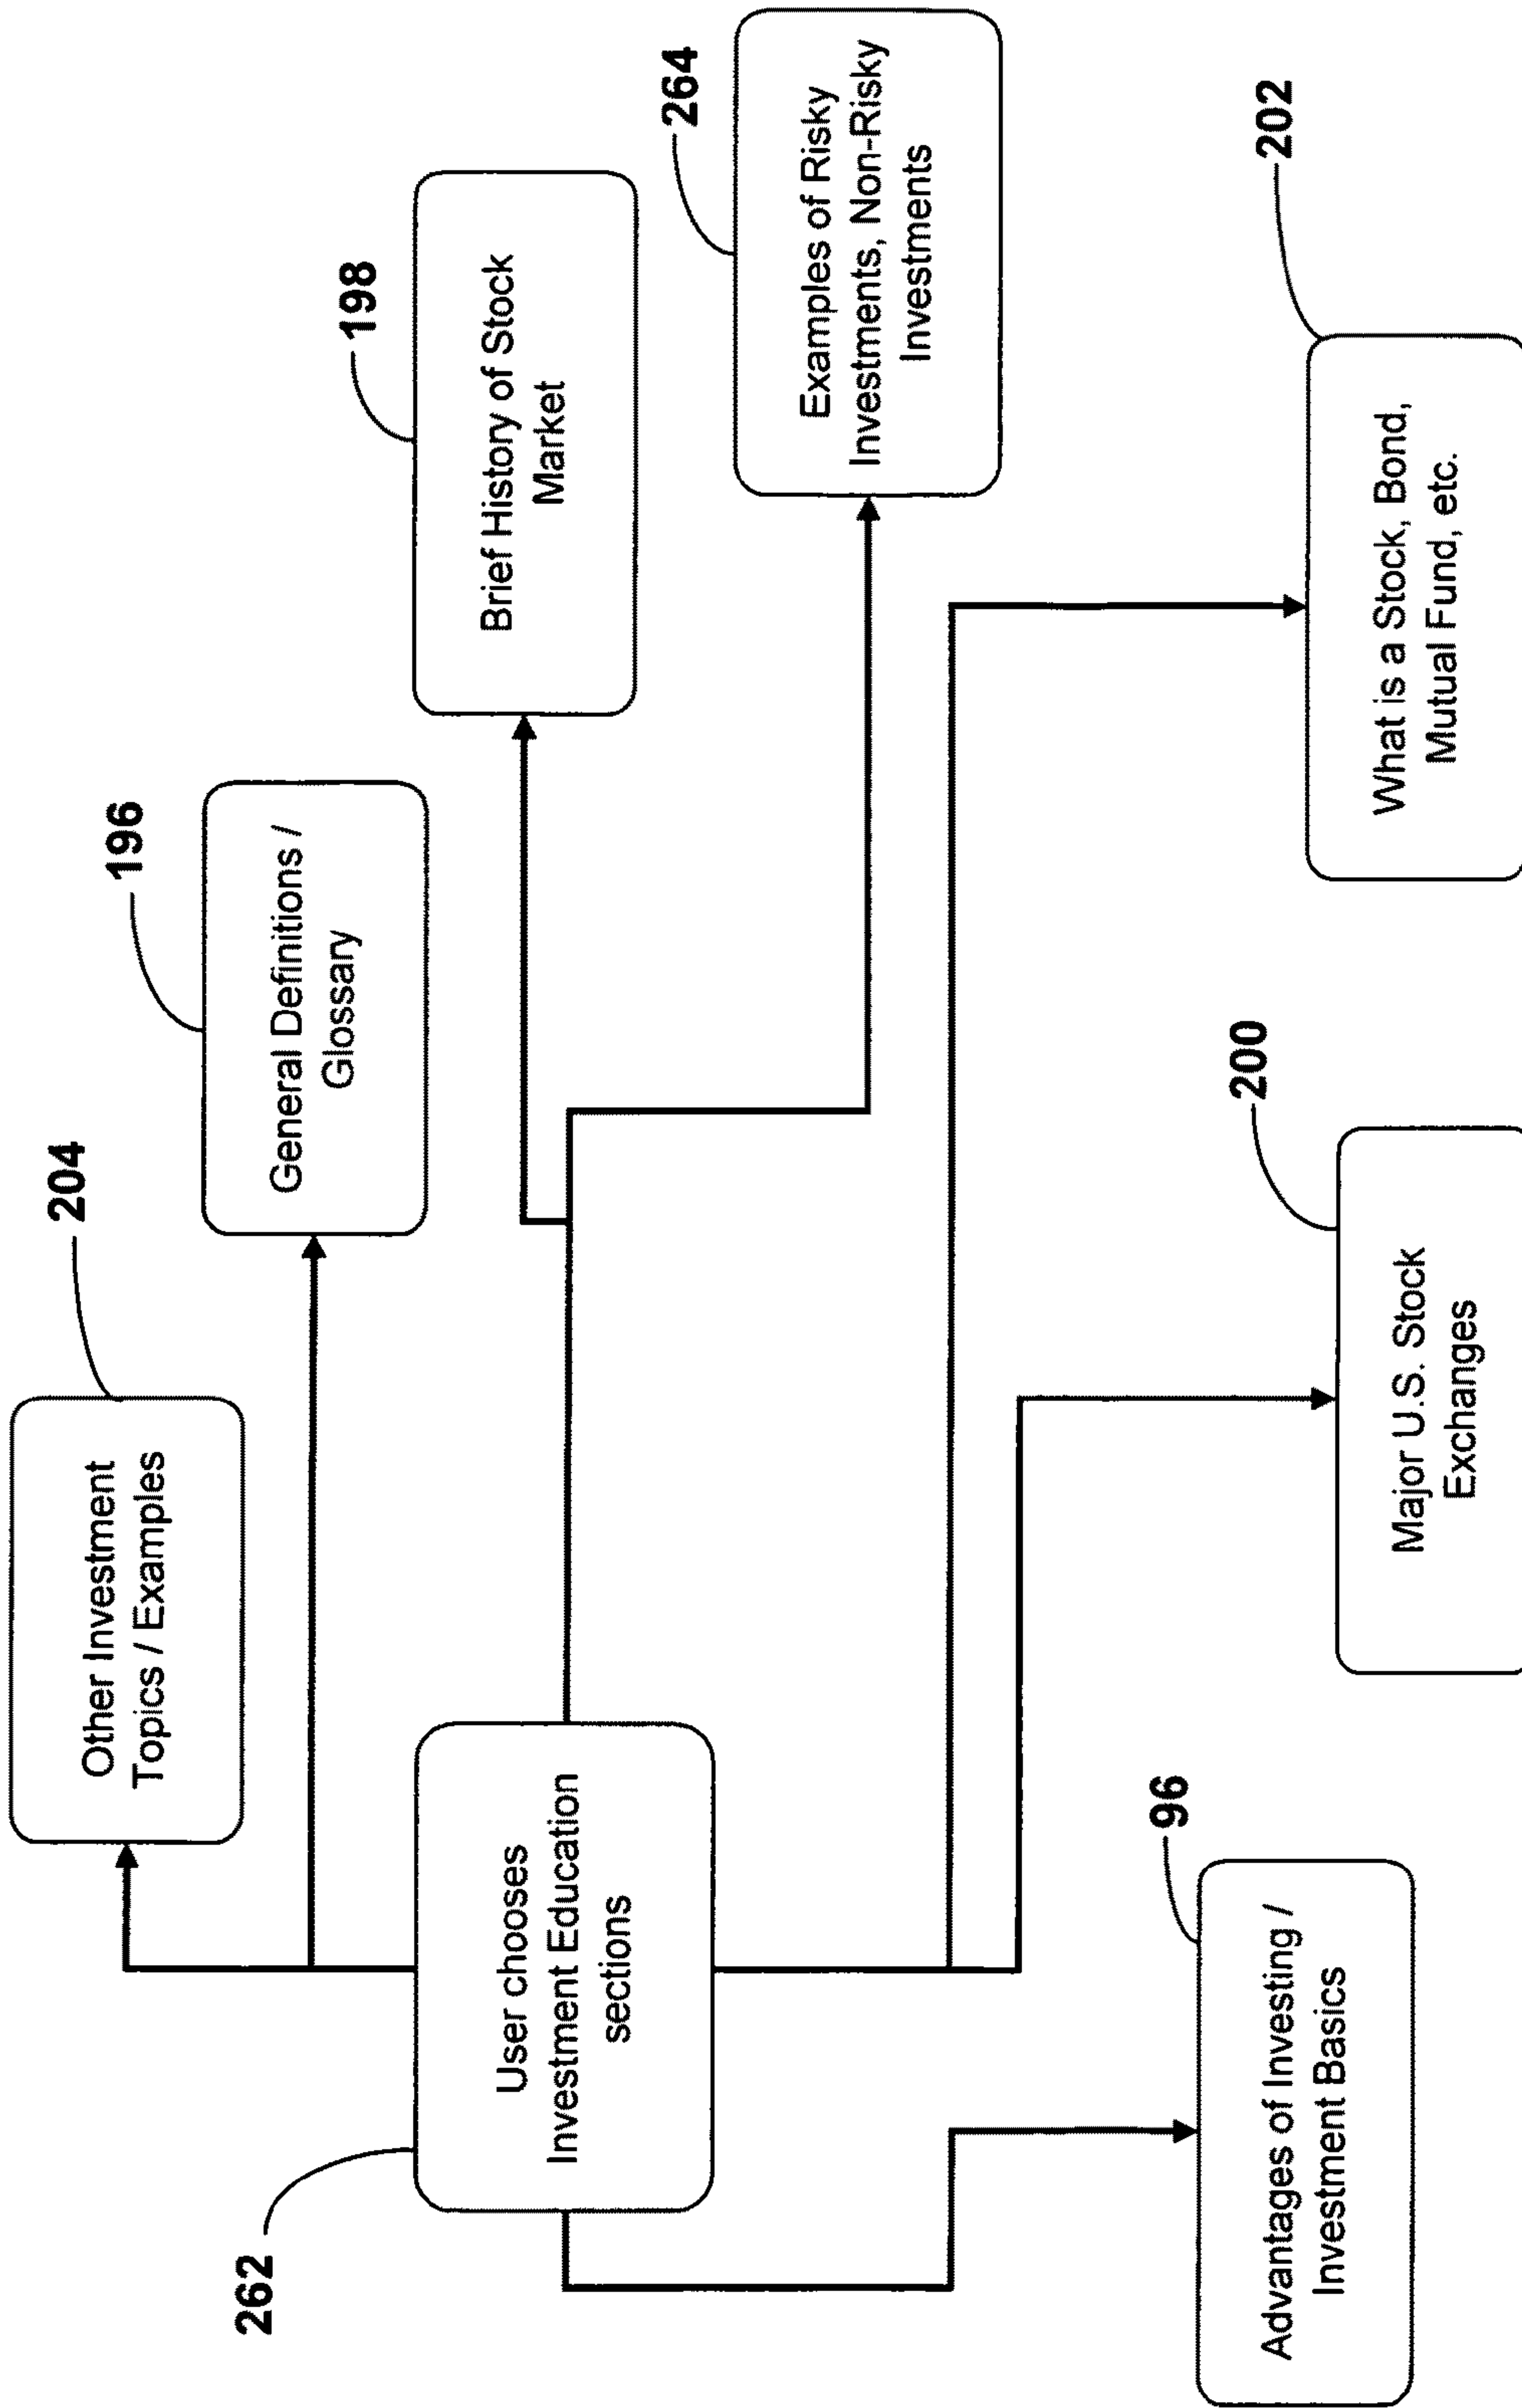 204
Other Investment
Topics / Examples
196
General Definitions /
Glossary
198
Brief History of Stock
Market
262
User chooses
Investment Education
sections
264
Examples of Risky
Investments, Non-Risky
Investments
96
Advantages of Investing /
Investment Basics
200
Major U.S. Stock
Exchanges
202
What is a Stock, Bond,
Mutual Fund, etc.